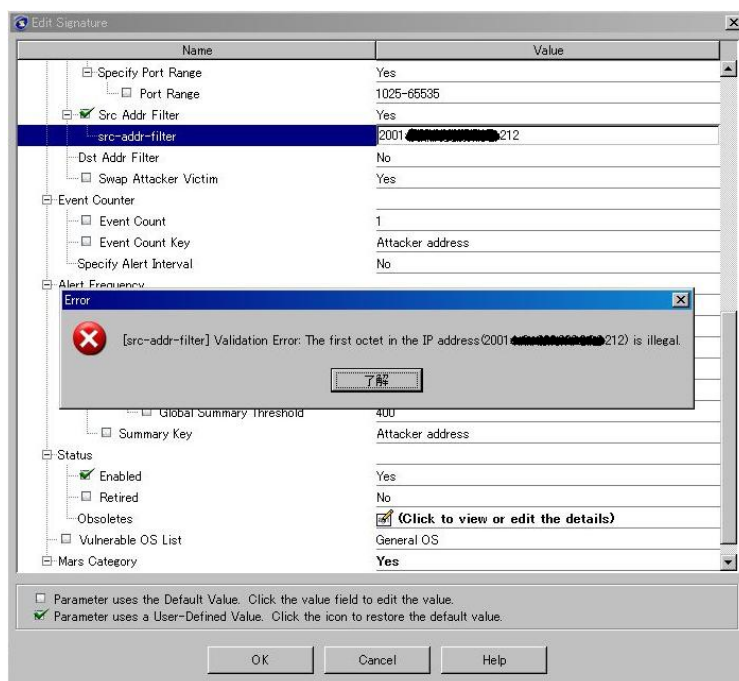 Edit Signature
Name Value
Specify Port Range Yes
Port Range 1025-65535
Src Addr Filter Yes
src-addr-filter 2001: 212
Dst Addr Filter No
Swap Attacker Victim Yes
Event Counter
Event Count 1
Event Count Key Attacker address
Specify Alert Interval No
Alert Frequency
Error
[src-addr-filter] Validation Error: The first octet in the IP address(2001 212) is illegal.
了解
Global Summary Threshold 400
Summary Key Attacker address
Status
Enabled Yes
Retired No
Obsoletes (Click to view or edit the details)
Vulnerable OS List General OS
Mars Category Yes
Parameter uses the Default Value. Click the value field to edit the value.
Parameter uses a User-Defined Value. Click the icon to restore the default value.
OK Cancel Help